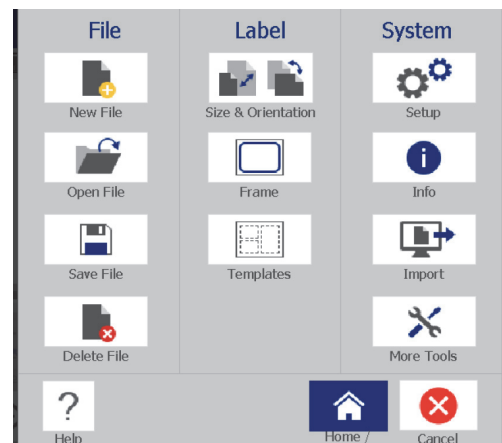 File
Label
System
New File
Size & Orientation
Setup
Open File
Frame
Info
Save File
Templates
Import
Delete File
More Tools
?
Help
Home /
Cancel